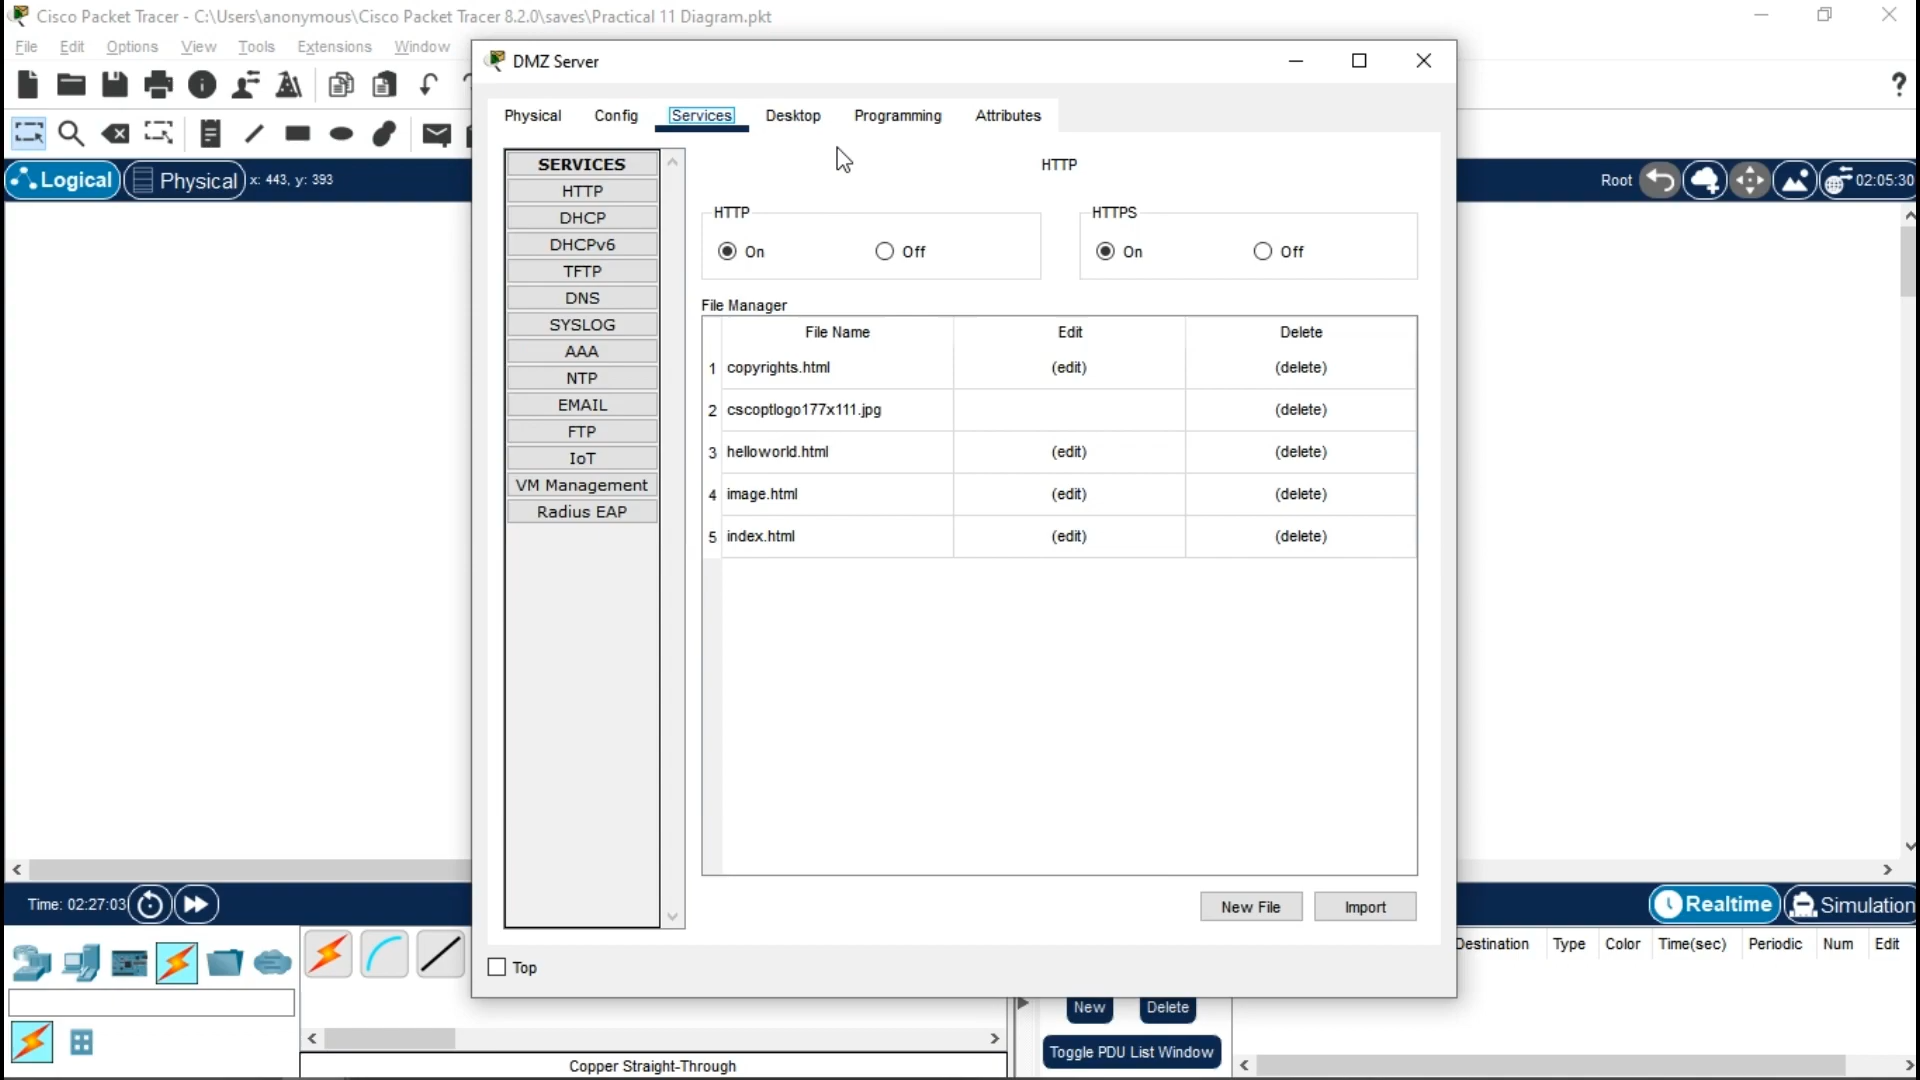 Cisco Packet Tracer - C:\Users\anonymous\Cisco Packet Tracer 8.2.0\saves\Practical 11 Diagram.pkt
File Edit Options View Tools Extensions Window
DMZ Server
Physical Config Services Desktop Programming Attributes
Logical Physical x: 443, y: 393
Root 02:05:30
SERVICES
HTTP
DHCP
DHCPv6
TFTP
DNS
SYSLOG
AAA
NTP
EMAIL
FTP
IoT
VM Management
Radius EAP
HTTP
HTTP
On Off
HTTPS
On Off
File Manager
File Name Edit Delete
1 copyrights.html (edit) (delete)
2 cscoptlogo177x111.jpg (delete)
3 helloworld.html (edit) (delete)
4 image.html (edit) (delete)
5 index.html (edit) (delete)
New File Import
Top
Time: 02:27:03
Realtime Simulation
Destination Type Color Time(sec) Periodic Num Edit
New Delete
Toggle PDU List Window
Copper Straight-Through